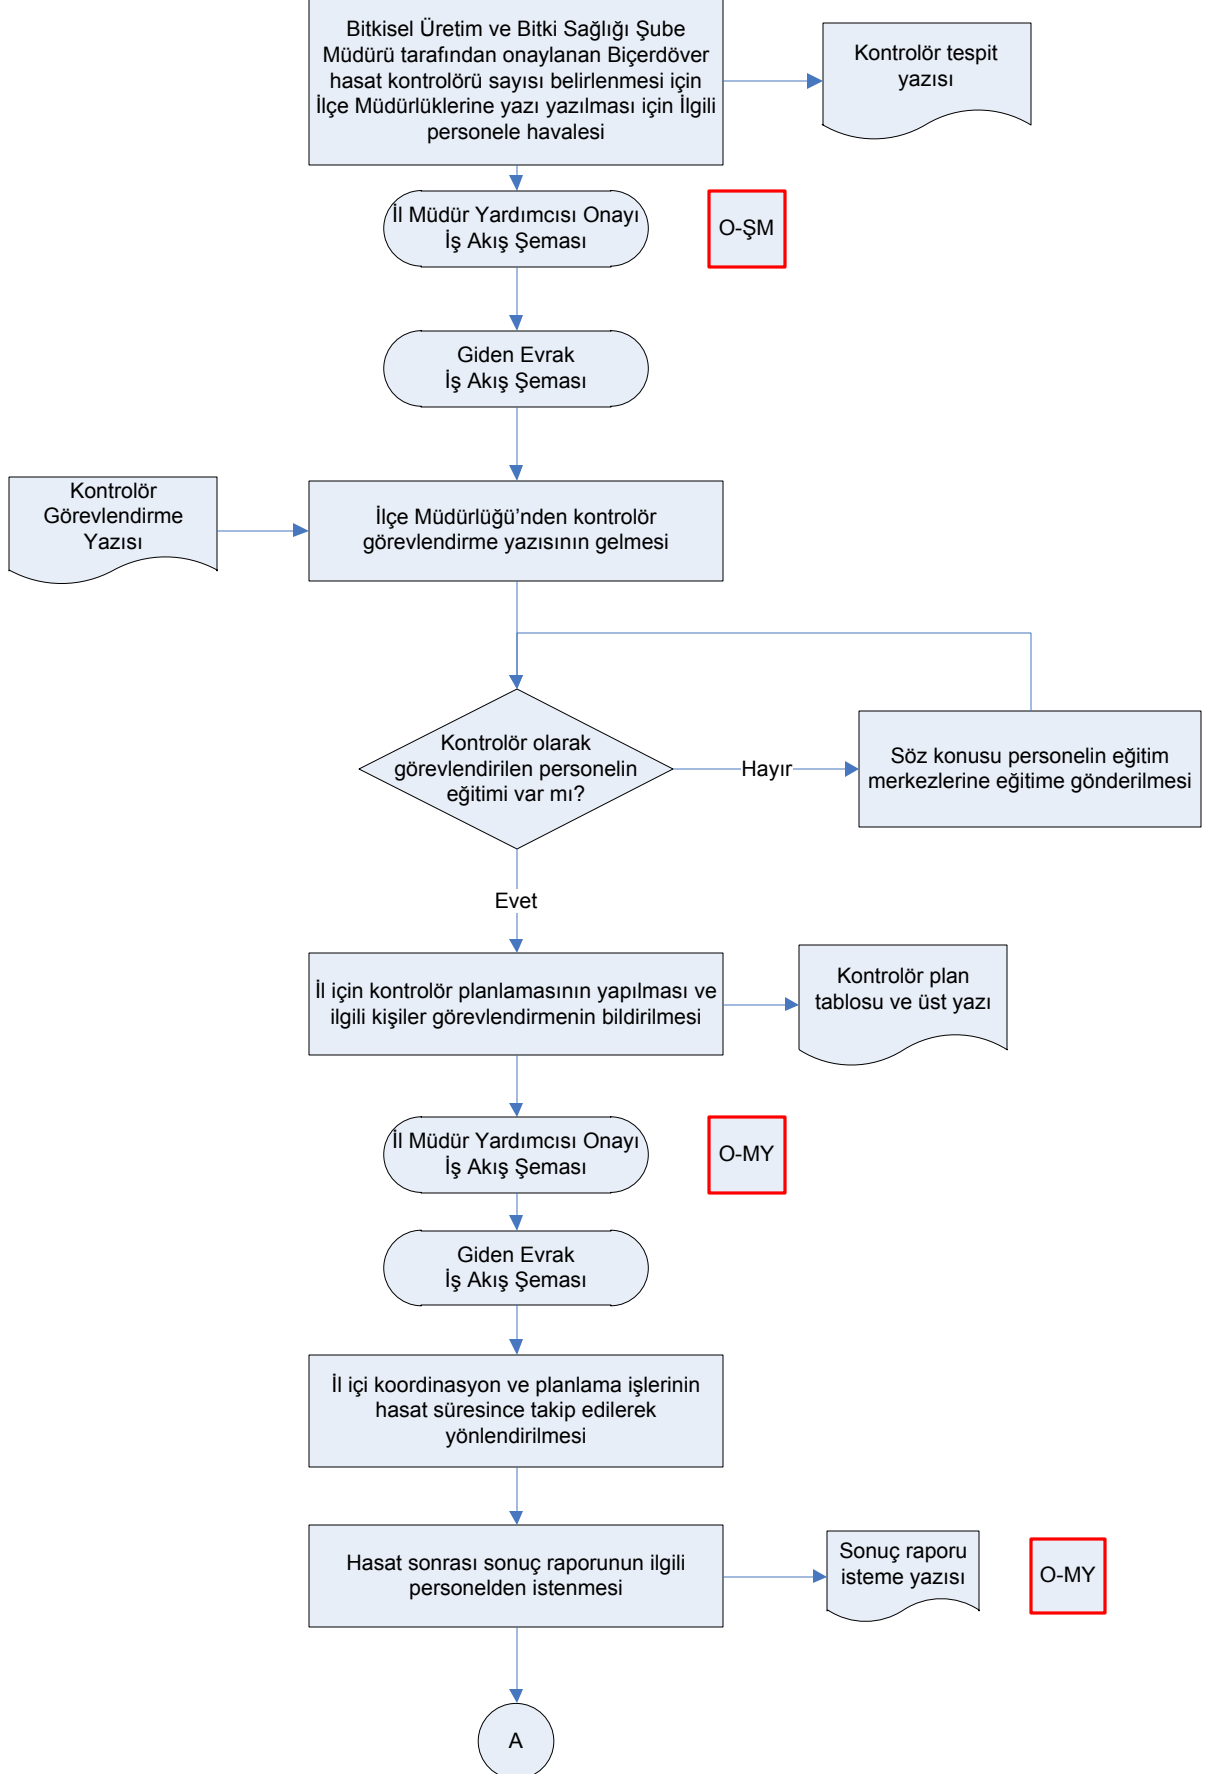 Bitkisel Üretim ve Bitki Sağlığı Şube
Müdürü tarafından onaylanan Biçerdöver
hasat kontrolörü sayısı belirlenmesi için
İlçe Müdürlüklerine yazı yazılması için İlgili
personele havalesi
Kontrolör tespit
yazısı
İl Müdür Yardımcısı Onayı
İş Akış Şeması
O-ŞM
Giden Evrak
İş Akış Şeması
Kontrolör
Görevlendirme
Yazısı
İlçe Müdürlüğü’nden kontrolör
görevlendirme yazısının gelmesi
Kontrolör olarak
görevlendirilen personelin
eğitimi var mı?
Hayır
Söz konusu personelin eğitim
merkezlerine eğitime gönderilmesi
Evet
İl için kontrolör planlamasının yapılması ve
ilgili kişiler görevlendirmenin bildirilmesi
Kontrolör plan
tablosu ve üst yazı
İl Müdür Yardımcısı Onayı
İş Akış Şeması
O-MY
Giden Evrak
İş Akış Şeması
İl içi koordinasyon ve planlama işlerinin
hasat süresince takip edilerek
yönlendirilmesi
Hasat sonrası sonuç raporunun ilgili
personelden istenmesi
Sonuç raporu
isteme yazısı
O-MY
A